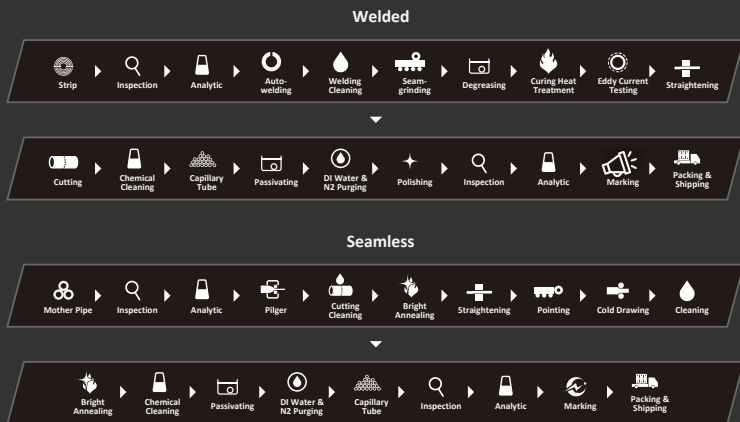 Welded
Strip
Inspection
Analytic
Auto-
welding
Welding
Cleaning
Seam-
grinding
Degreasing
Curing Heat
Treatment
Eddy Current
Testing
Straightening
Cutting
Chemical
Cleaning
Capillary
Tube
Passivating
DI Water &
N2 Purging
Polishing
Inspection
Analytic
Marking
Packing &
Shipping
Seamless
Mother Pipe
Inspection
Analytic
Pilger
Cutting
Cleaning
Bright
Annealing
Straightening
Pointing
Cold Drawing
Cleaning
Bright
Annealing
Chemical
Cleaning
Passivating
DI Water &
N2 Purging
Capillary
Tube
Inspection
Analytic
Marking
Packing &
Shipping